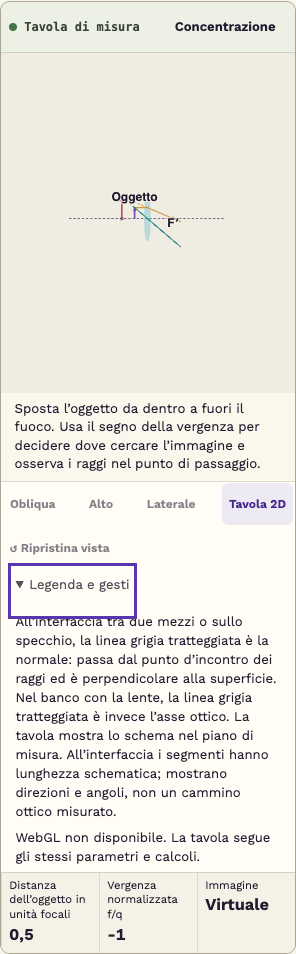 Tavola di misura Concentrazione
Oggetto
F′
Sposta l’oggetto da dentro a fuori il
fuoco. Usa il segno della vergenza per
decidere dove cercare l’immagine e
osserva i raggi nel punto di passaggio.
Obliqua Alto Laterale Tavola 2D
↺ Ripristina vista
▼ Legenda e gesti
All’interfaccia tra due mezzi o sullo
specchio, la linea grigia tratteggiata è la
normale: passa dal punto d’incontro dei
raggi ed è perpendicolare alla superficie.
Nel banco con la lente, la linea grigia
tratteggiata è invece l’asse ottico. La
tavola mostra lo schema nel piano di
misura. All’interfaccia i segmenti hanno
lunghezza schematica; mostrano
direzioni e angoli, non un cammino
ottico misurato.
WebGL non disponibile. La tavola segue
gli stessi parametri e calcoli.
Distanza
dell’oggetto in
unità focali
0,5
Vergenza
normalizzata
f/q
-1
Immagine
Virtuale